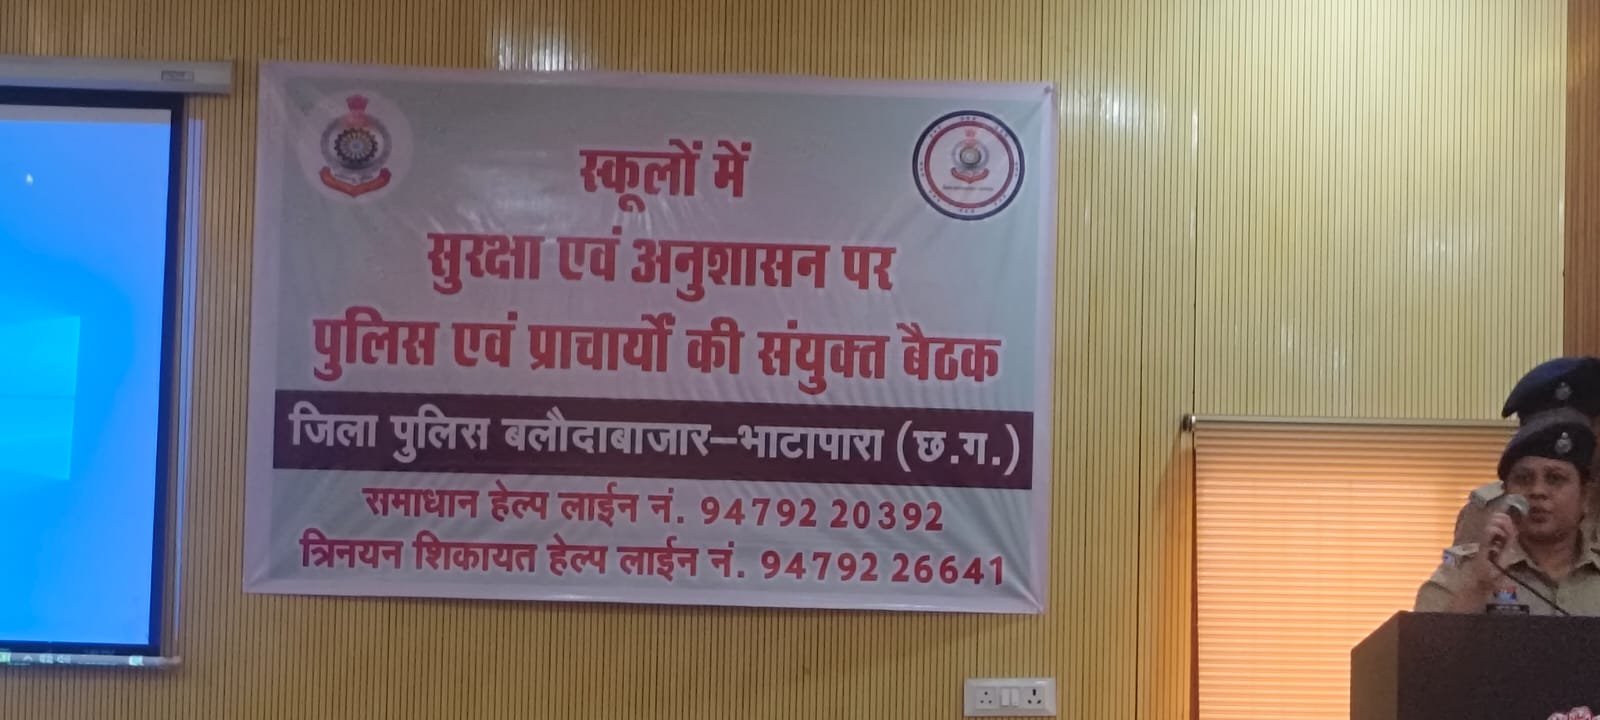 स्कूलों में
सुरक्षा एवं अनुशासन पर
पुलिस एवं प्राचार्यों की संयुक्त बैठक
जिला पुलिस बलौदाबाजार-भाटापारा (छ.ग.)
समाधान हेल्प लाईन नं. 94792 20392
त्रिनयन शिकायत हेल्प लाईन नं. 94792 26641